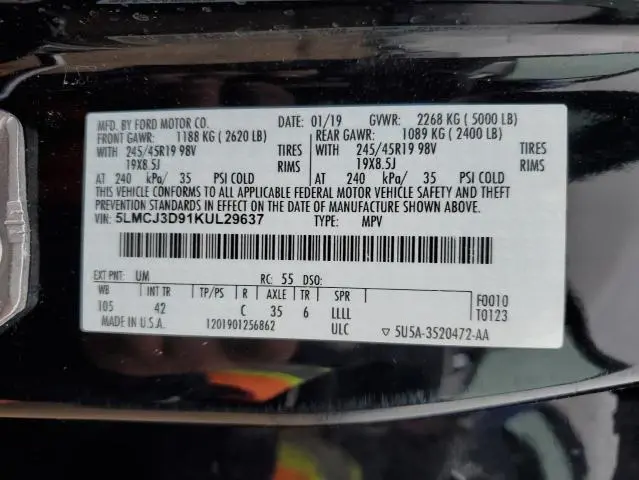 MFD. BY FORD MOTOR CO. DATE: 01/19 GVWR: 2268 KG ( 5000 LB)
FRONT GAWR: 1188 KG ( 2620 LB) REAR GAWR: 1089 KG ( 2400 LB)
WITH 245/45R19 98V TIRES WITH 245/45R19 98V TIRES
19X8.5J RIMS 19X8.5J RIMS
AT 240 kPa/ 35 PSI COLD AT 240 kPa/ 35 PSI COLD
THIS VEHICLE CONFORMS TO ALL APPLICABLE FEDERAL MOTOR VEHICLE SAFETY AND THEFT
PREVENTION STANDARDS IN EFFECT ON THE DATE OF MANUFACTURE SHOWN ABOVE.
VIN: 5LMCJ3D91KUL29637 TYPE: MPV
EXT PNT: UM RC: 55 DSO:
WB INT TR TP/PS R AXLE TR SPR F0010
105 42 C 35 6 LLLL T0123
MADE IN U.S.A. 1201901256862 ULC ▽ 5U5A-3520472-AA